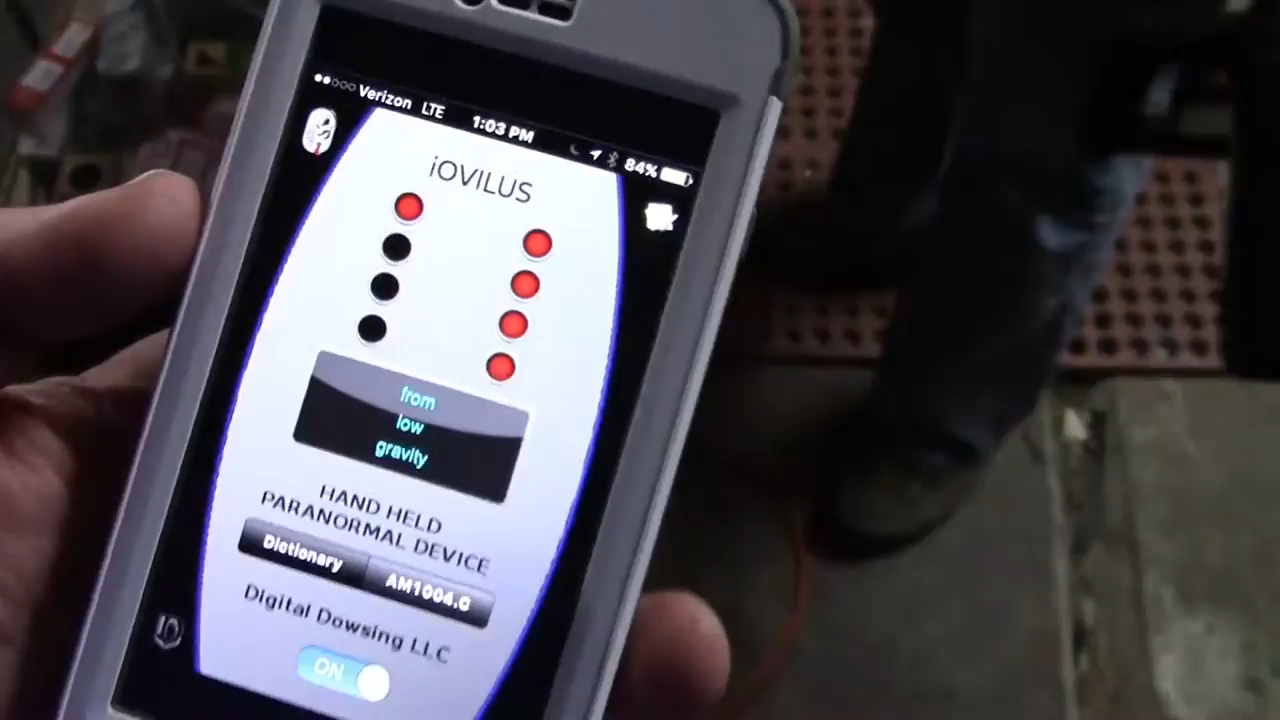 Verizon LTE 1:03 PM 84%
iOVILUS
from
low
gravity
HAND HELD
PARANORMAL DEVICE
Dictionary AM1004.C
Digital Dowsing LLC
ON